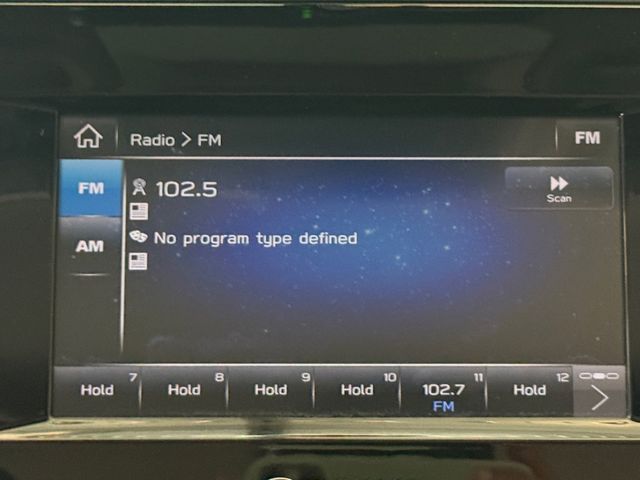 Radio > FM
FM
FM
102.5
Scan
AM
No program type defined
7
Hold
8
Hold
9
Hold
10
Hold
11
102.7
FM
12
Hold